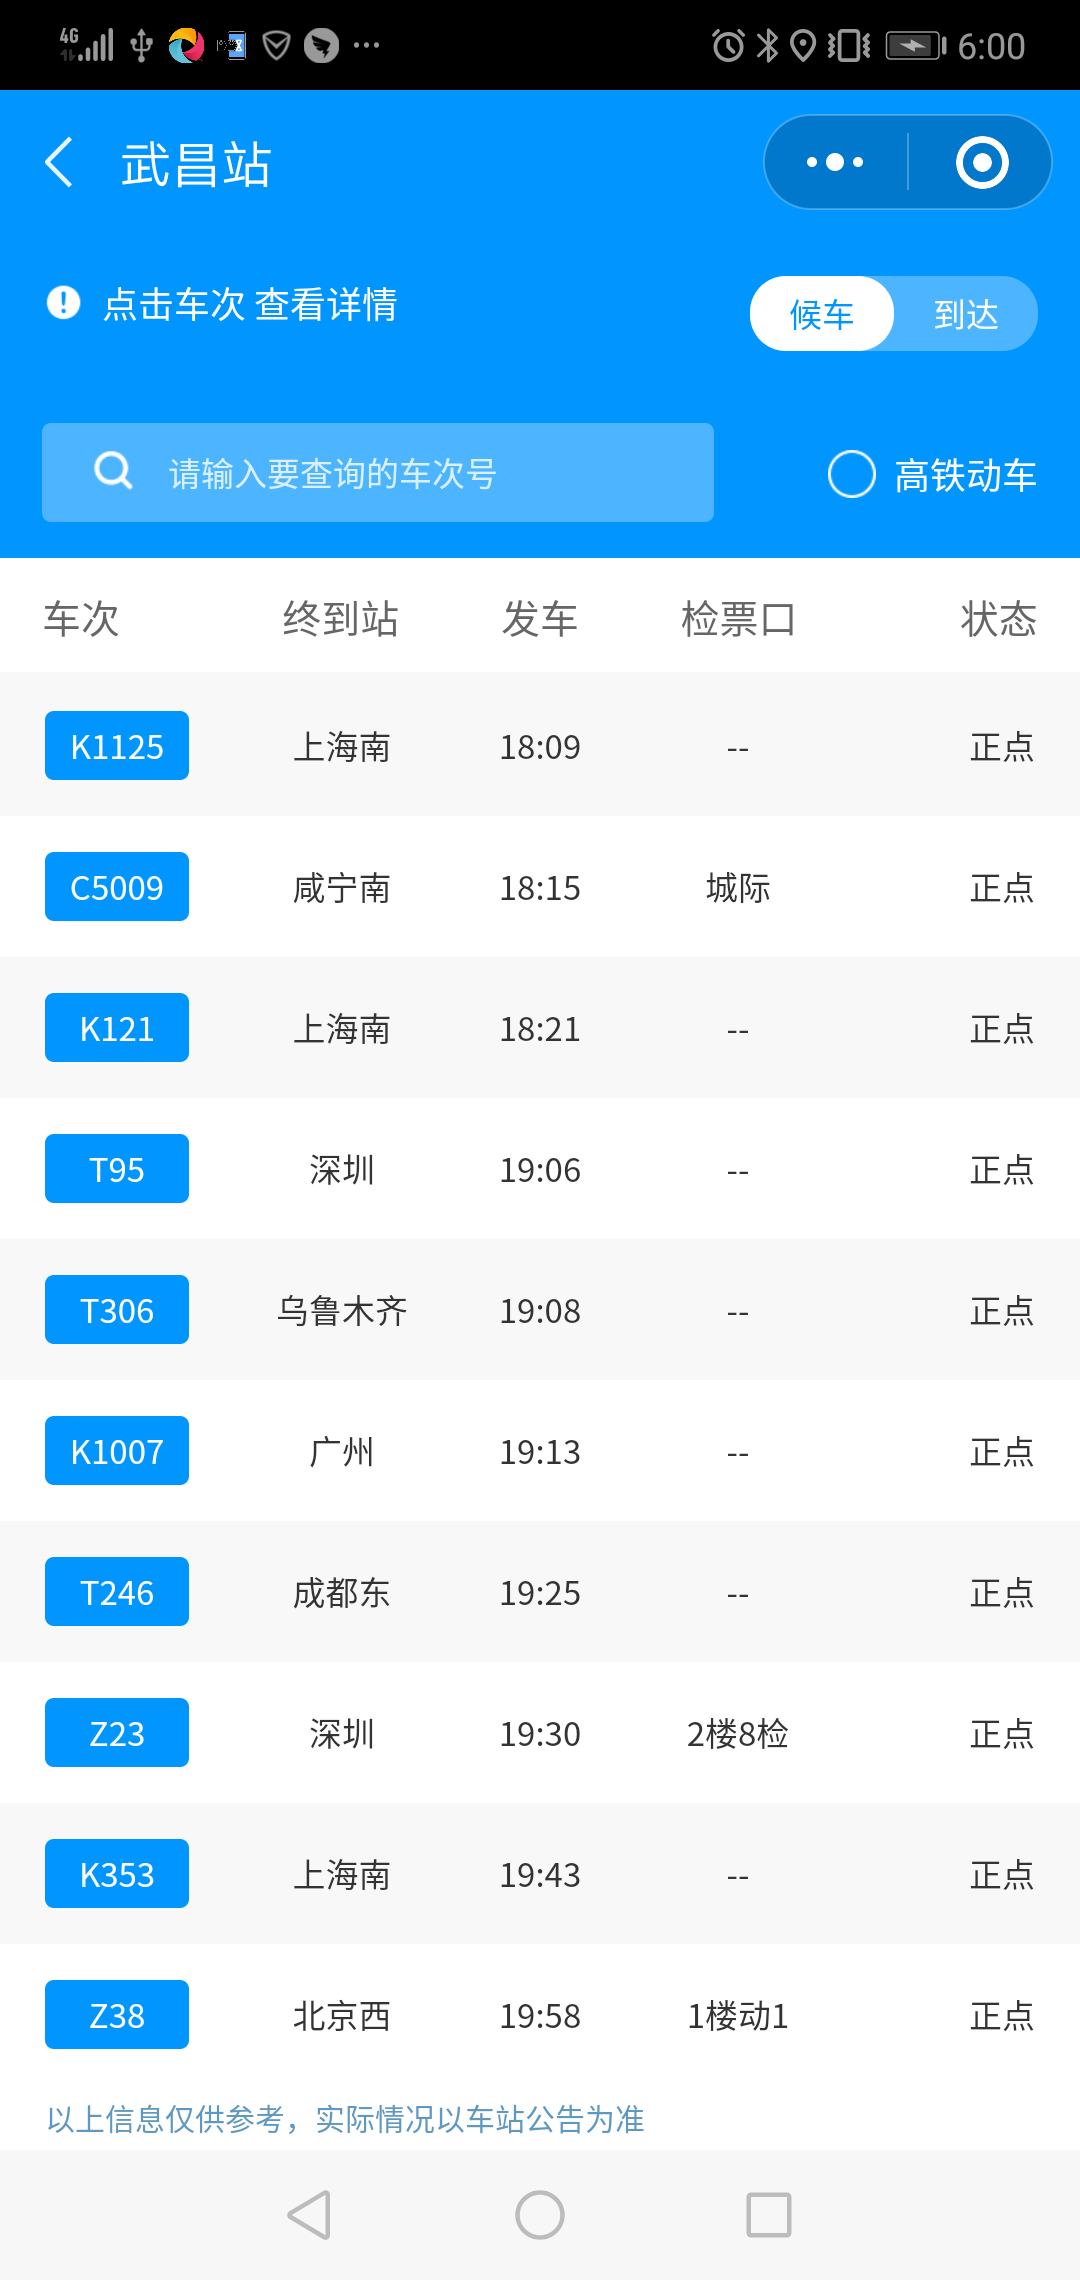 4G 6:00
武昌站
点击车次 查看详情 候车 到达
请输入要查询的车次号 高铁动车
车次 终到站 发车 检票口 状态
K1125 上海南 18:09 -- 正点
C5009 咸宁南 18:15 城际 正点
K121 上海南 18:21 -- 正点
T95 深圳 19:06 -- 正点
T306 乌鲁木齐 19:08 -- 正点
K1007 广州 19:13 -- 正点
T246 成都东 19:25 -- 正点
Z23 深圳 19:30 2楼8检 正点
K353 上海南 19:43 -- 正点
Z38 北京西 19:58 1楼动1 正点
以上信息仅供参考，实际情况以车站公告为准